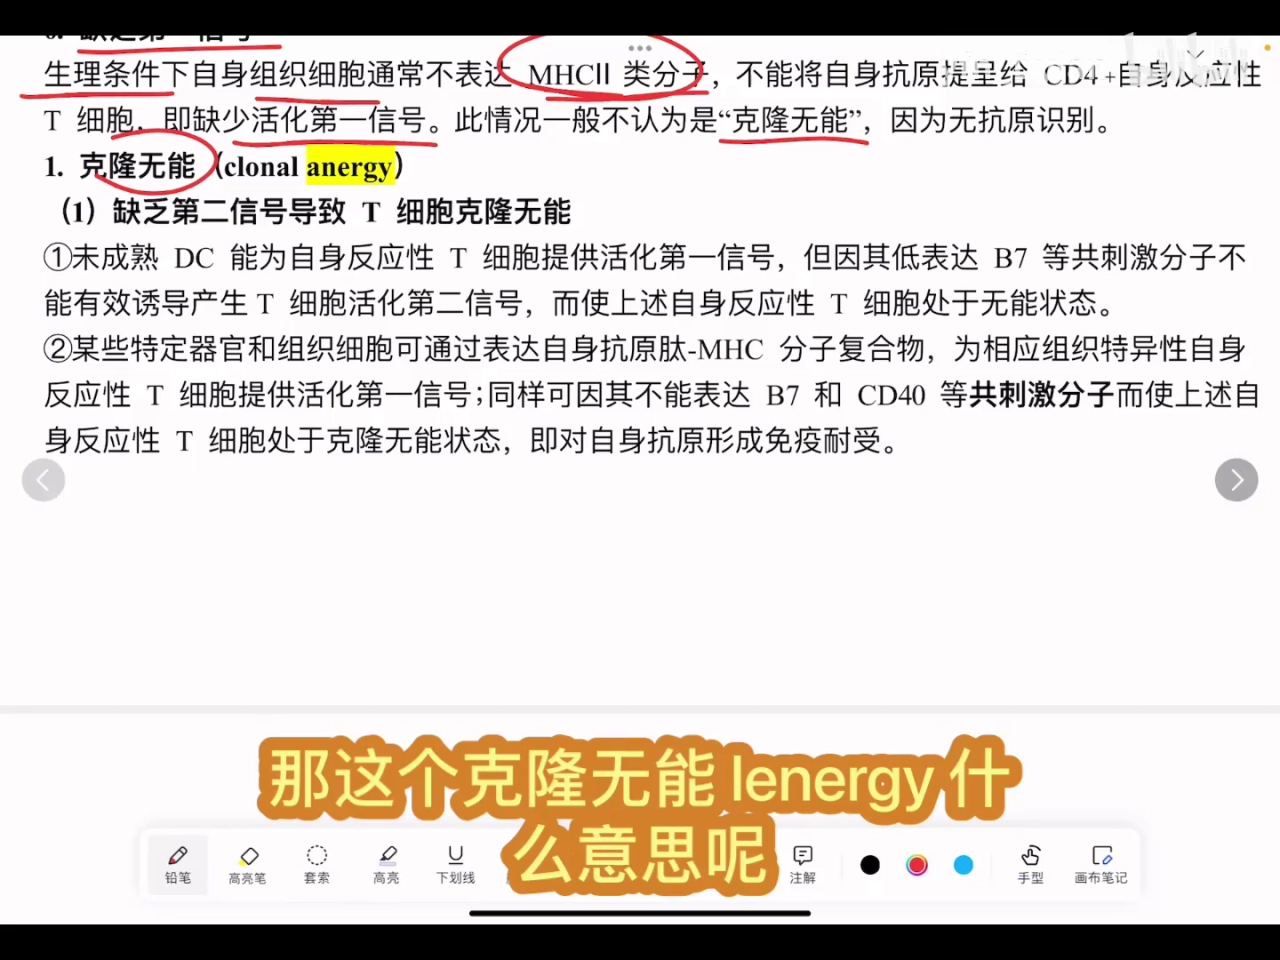 生理条件下自身组织细胞通常不表达 MHCII 类分子，不能将自身抗原提呈给 CD4+自身反应性
T 细胞，即缺少活化第一信号。此情况一般不认为是“克隆无能”，因为无抗原识别。
1. 克隆无能（clonal anergy）
（1）缺乏第二信号导致 T 细胞克隆无能
①未成熟 DC 能为自身反应性 T 细胞提供活化第一信号，但因其低表达 B7 等共刺激分子不
能有效诱导产生 T 细胞活化第二信号，而使上述自身反应性 T 细胞处于无能状态。
②某些特定器官和组织细胞可通过表达自身抗原肽-MHC 分子复合物，为相应组织特异性自身
反应性 T 细胞提供活化第一信号；同样可因其不能表达 B7 和 CD40 等共刺激分子而使上述自
身反应性 T 细胞处于克隆无能状态，即对自身抗原形成免疫耐受。
那这个克隆无能lenergy什
么意思呢
铅笔 高亮笔 套索 高亮 下划线 注解 手型 画布笔记